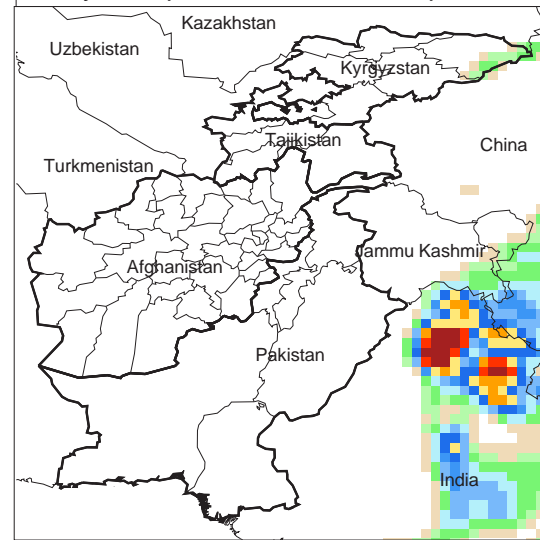 Kazakhstan
Uzbekistan
Kyrgyzstan
Tajikistan
China
Turkmenistan
Jammu Kashmir
Afghanistan
Pakistan
India